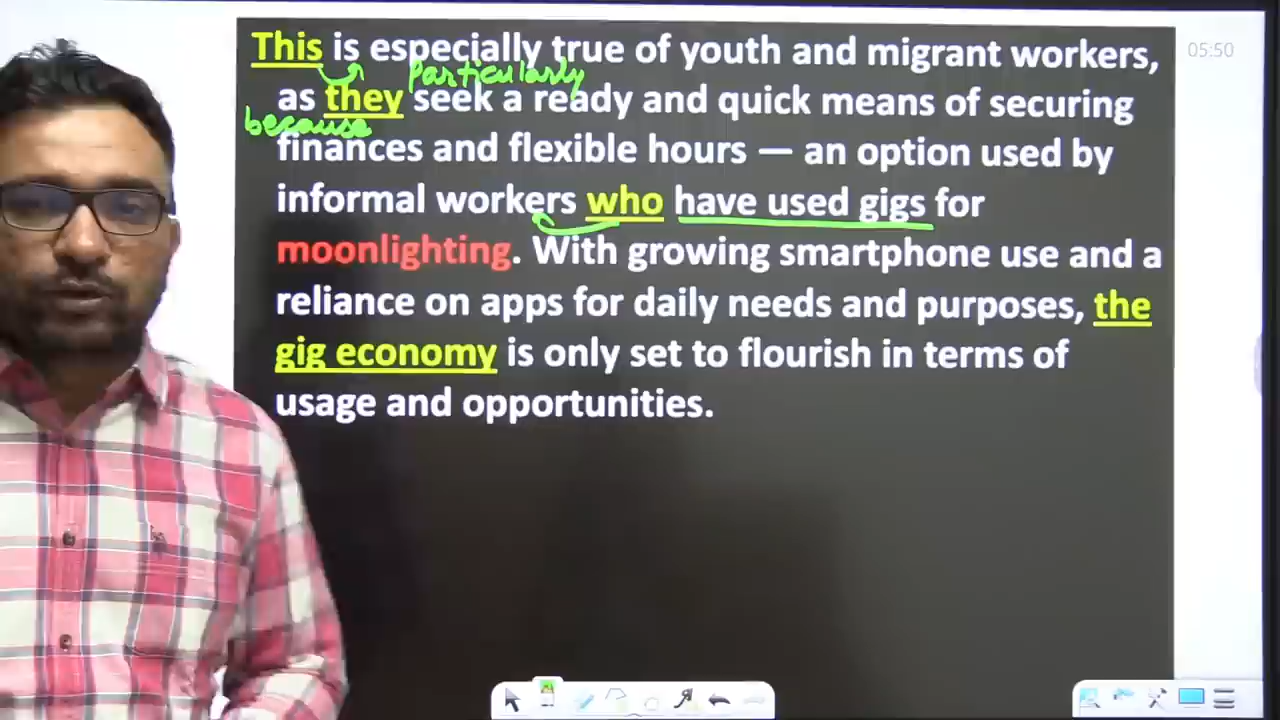 This is especially true of youth and migrant workers,
particularly
as they seek a ready and quick means of securing
because
finances and flexible hours — an option used by
informal workers who have used gigs for
moonlighting. With growing smartphone use and a
reliance on apps for daily needs and purposes, the
gig economy is only set to flourish in terms of
usage and opportunities.
05:50